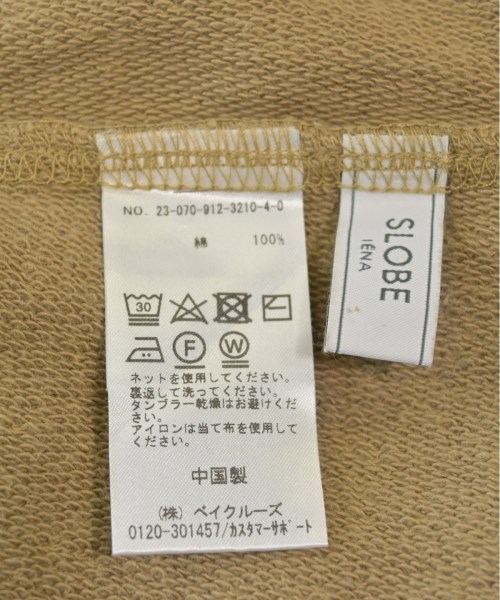 NO. 23-070-912-3210-4-0
綿 100%
30
F W
ネットを使用してください。
裏返して洗ってください。
タンブラー乾燥はお避けください。
アイロンは当て布を使用してください。
中国製
(株) ベイクルーズ
0120-301457/カスタマーサポート
SLOBE
IÉNA